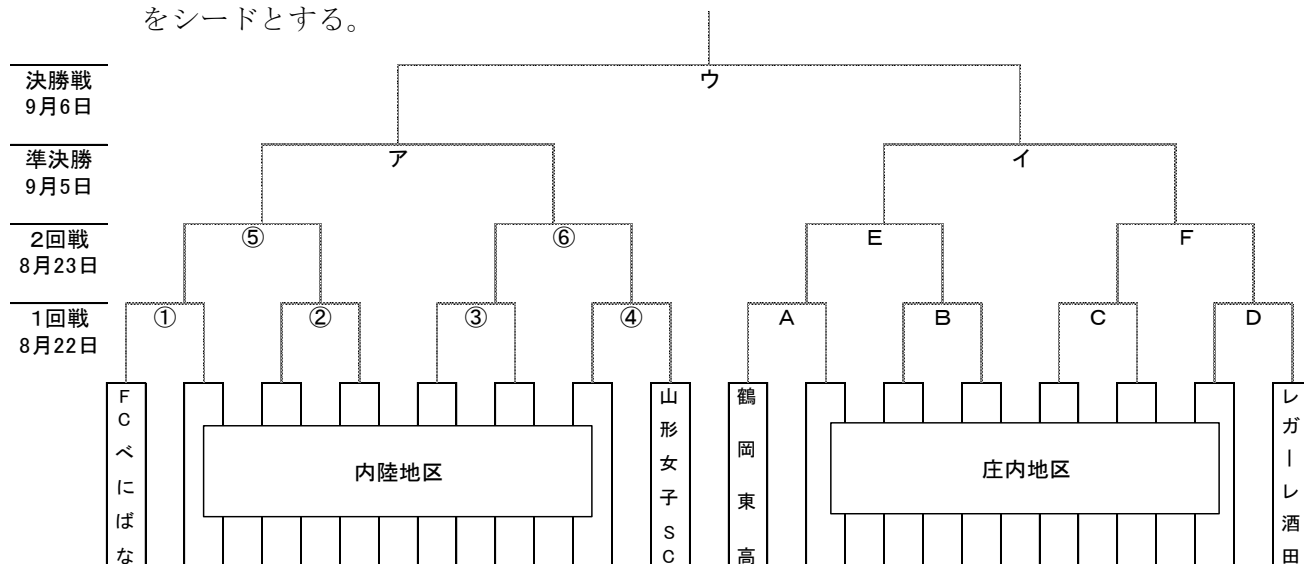 をシードとする。
ウ
決勝戦
9月6日
準決勝
9月5日
ア
イ
2回戦
8月23日
⑤
⑥
E
F
1回戦
8月22日
①
②
③
④
A
B
C
D
FCべにばな
山形女子SC
鶴岡東高
レガーレ酒田
内陸地区
庄内地区